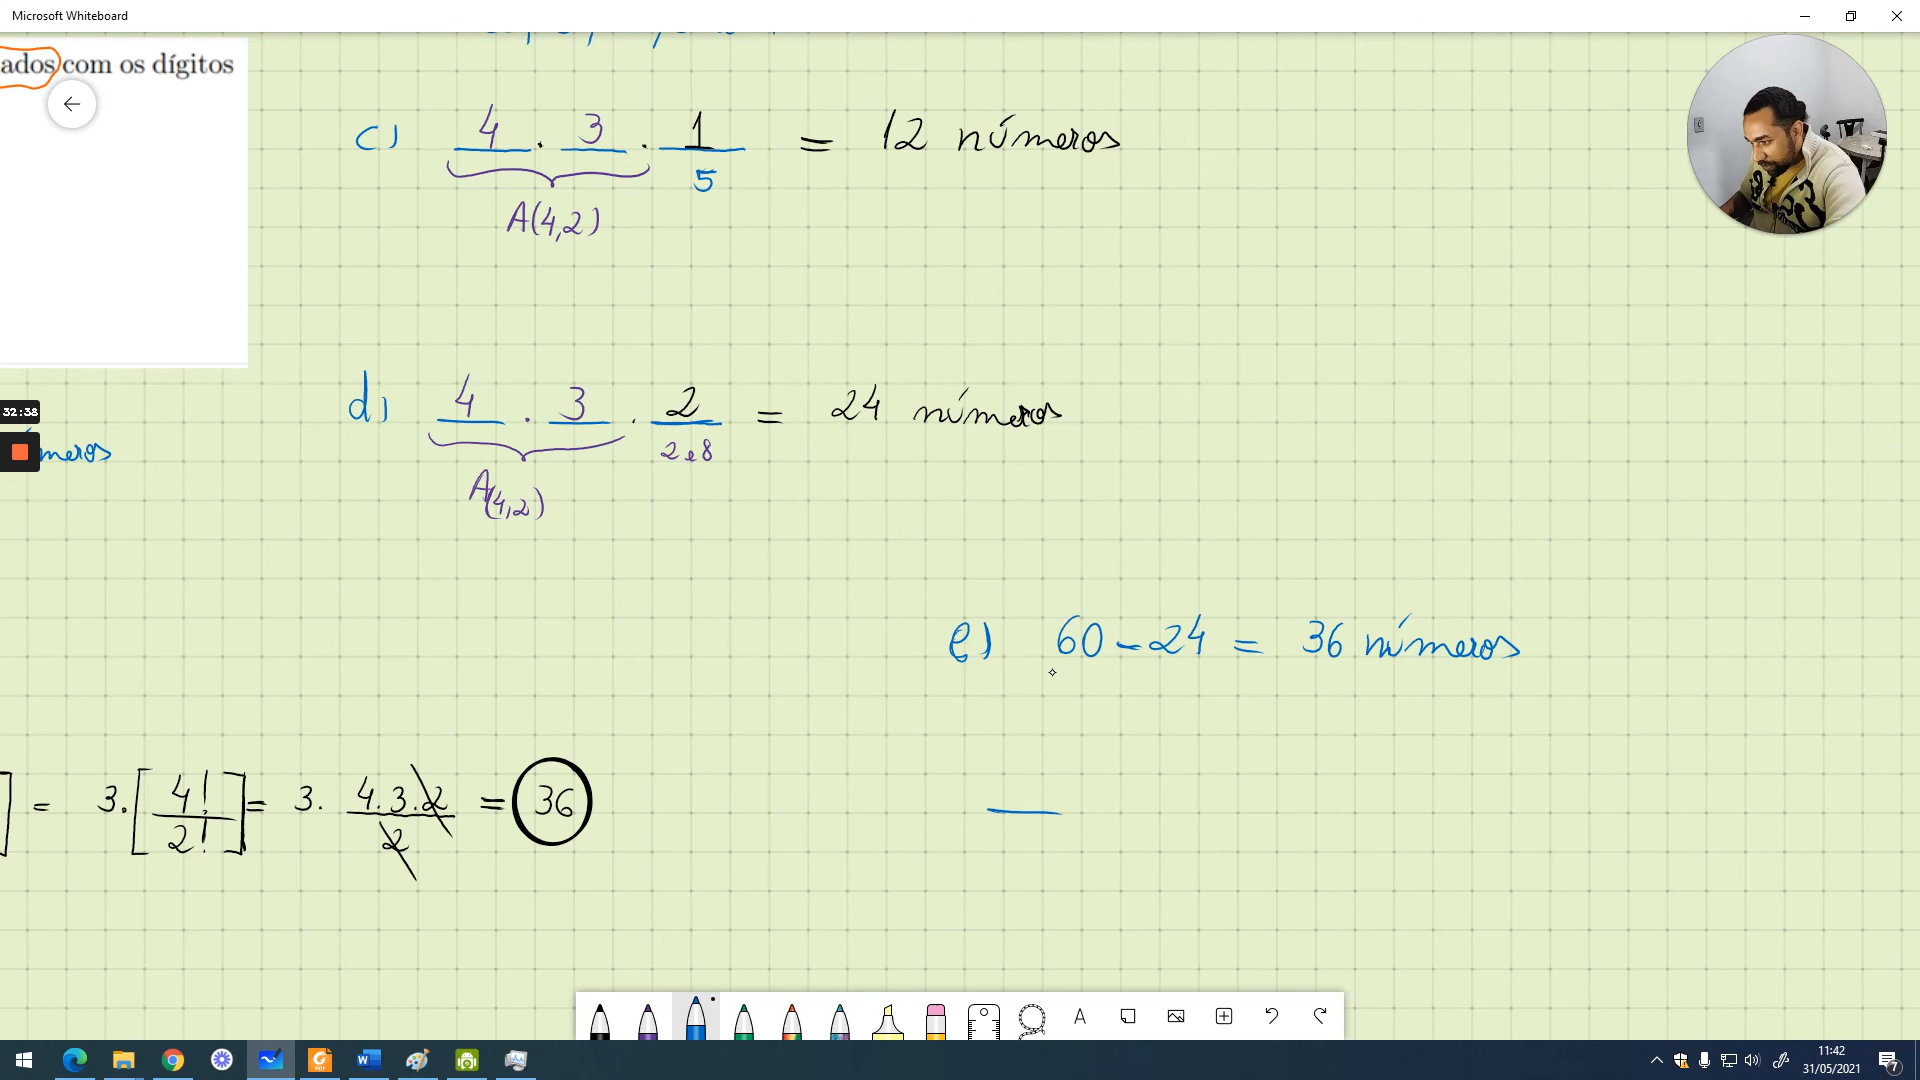 Microsoft Whiteboard
ados com os dígitos
c) 4 . 3 . 1 = 12 números
5
A(4,2)
d) 4 . 3 . 2 = 24 números
2 e 8
A(4,2)
32:38
meros
e) 60 - 24 = 36 números
] = 3. [ 4! / 2! ] = 3. 4.3.2 / 2 = 36
A
W
11:42
31/05/2021
7